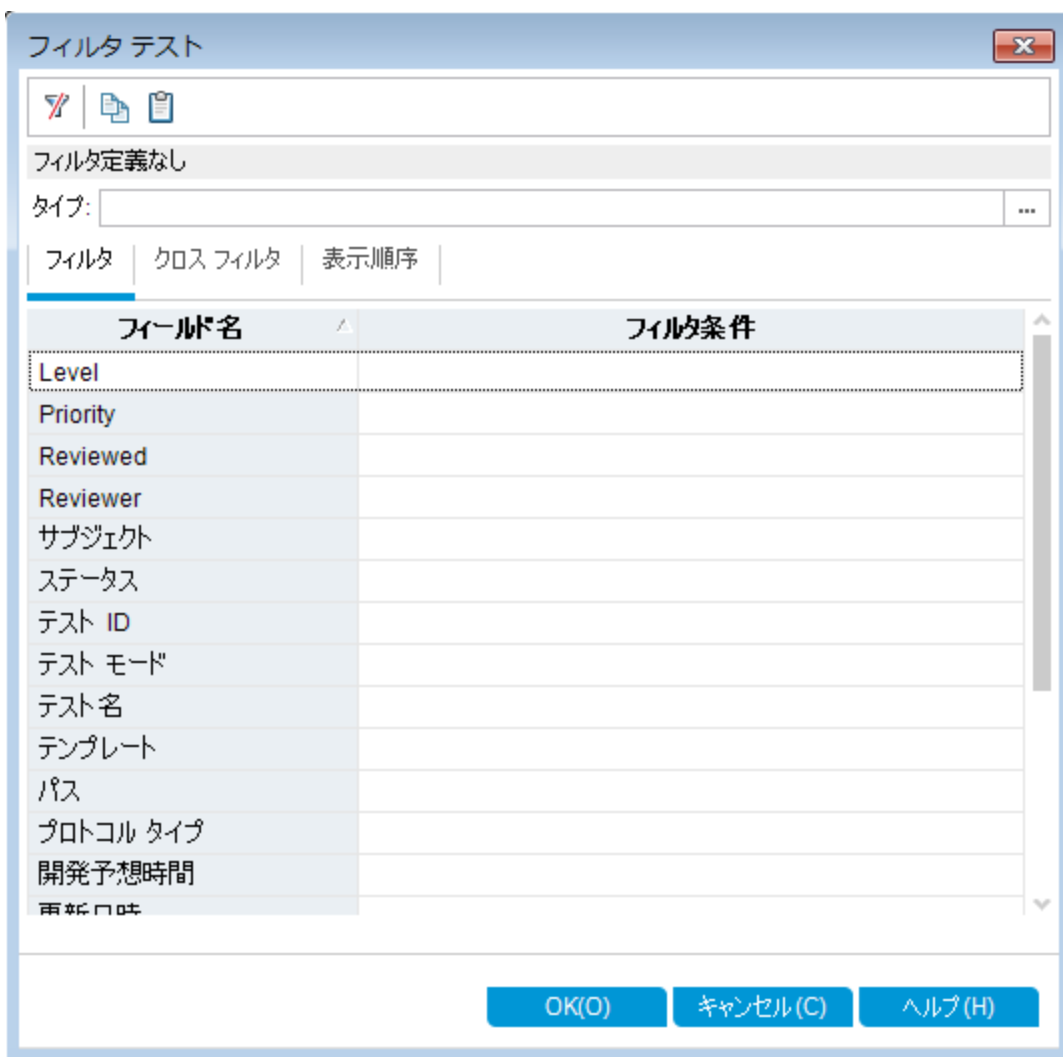 フィルタ テスト
フィルタ定義なし
タイプ: ...
フィルタ クロス フィルタ 表示順序
フィールド名 フィルタ条件
Level
Priority
Reviewed
Reviewer
サブジェクト
ステータス
テスト ID
テスト モード
テスト名
テンプレート
パス
プロトコル タイプ
開発予想時間
更新日時
OK(O) キャンセル(C) ヘルプ(H)